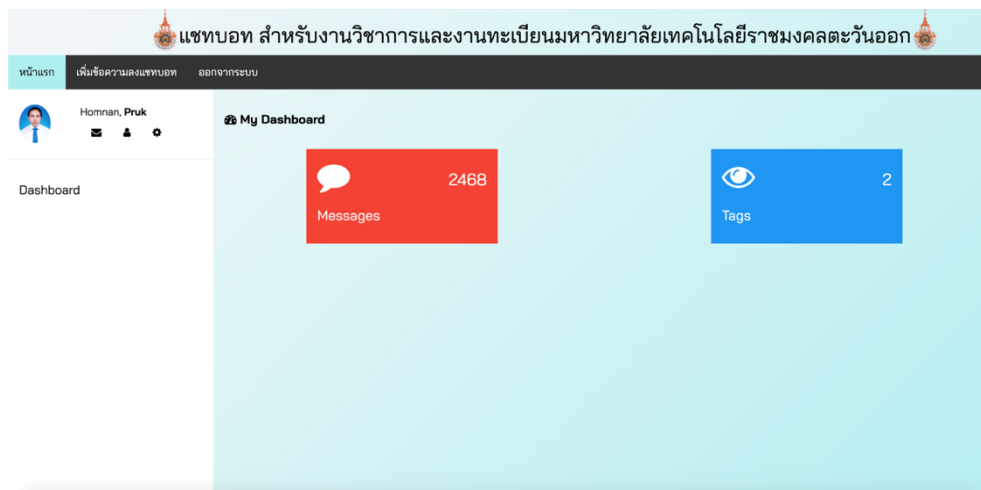 แชทบอท สำหรับงานวิชาการและงานทะเบียนมหาวิทยาลัยเทคโนโลยีราชมงคลตะวันออก
หน้าแรก เพิ่มข้อความลงแชทบอท ออกจากระบบ
Homnan, Pruk
My Dashboard
Dashboard
2468
Messages
2
Tags